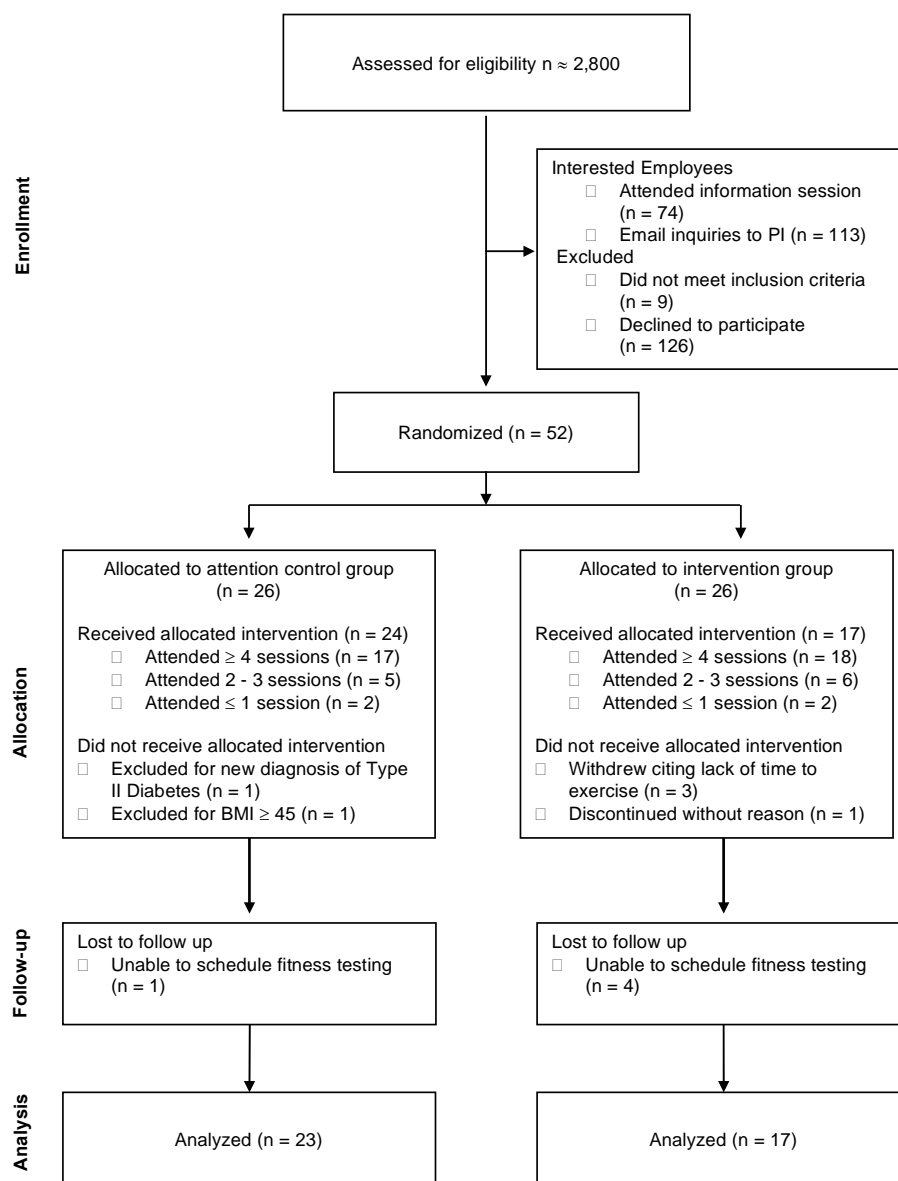 Assessed for eligibility n ≈ 2,800
Enrollment
Interested Employees
□ Attended information session
(n = 74)
□ Email inquiries to PI (n = 113)
Excluded
□ Did not meet inclusion criteria
(n = 9)
□ Declined to participate
(n = 126)
Randomized (n = 52)
Allocation
Allocated to attention control group
(n = 26)
Received allocated intervention (n = 24)
□ Attended ≥ 4 sessions (n = 17)
□ Attended 2 - 3 sessions (n = 5)
□ Attended ≤ 1 session (n = 2)
Did not receive allocated intervention
□ Excluded for new diagnosis of Type
II Diabetes (n = 1)
□ Excluded for BMI ≥ 45 (n = 1)
Allocated to intervention group
(n = 26)
Received allocated intervention (n = 17)
□ Attended ≥ 4 sessions (n = 18)
□ Attended 2 - 3 sessions (n = 6)
□ Attended ≤ 1 session (n = 2)
Did not receive allocated intervention
□ Withdrew citing lack of time to
exercise (n = 3)
□ Discontinued without reason (n = 1)
Follow-up
Lost to follow up
□ Unable to schedule fitness testing
(n = 1)
Lost to follow up
□ Unable to schedule fitness testing
(n = 4)
Analysis
Analyzed (n = 23)
Analyzed (n = 17)